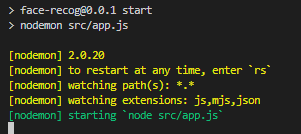 > face-recog@0.0.1 start
> nodemon src/app.js
[nodemon] 2.0.20
[nodemon] to restart at any time, enter `rs`
[nodemon] watching path(s): *.*
[nodemon] watching extensions: js,mjs,json
[nodemon] starting `node src/app.js`